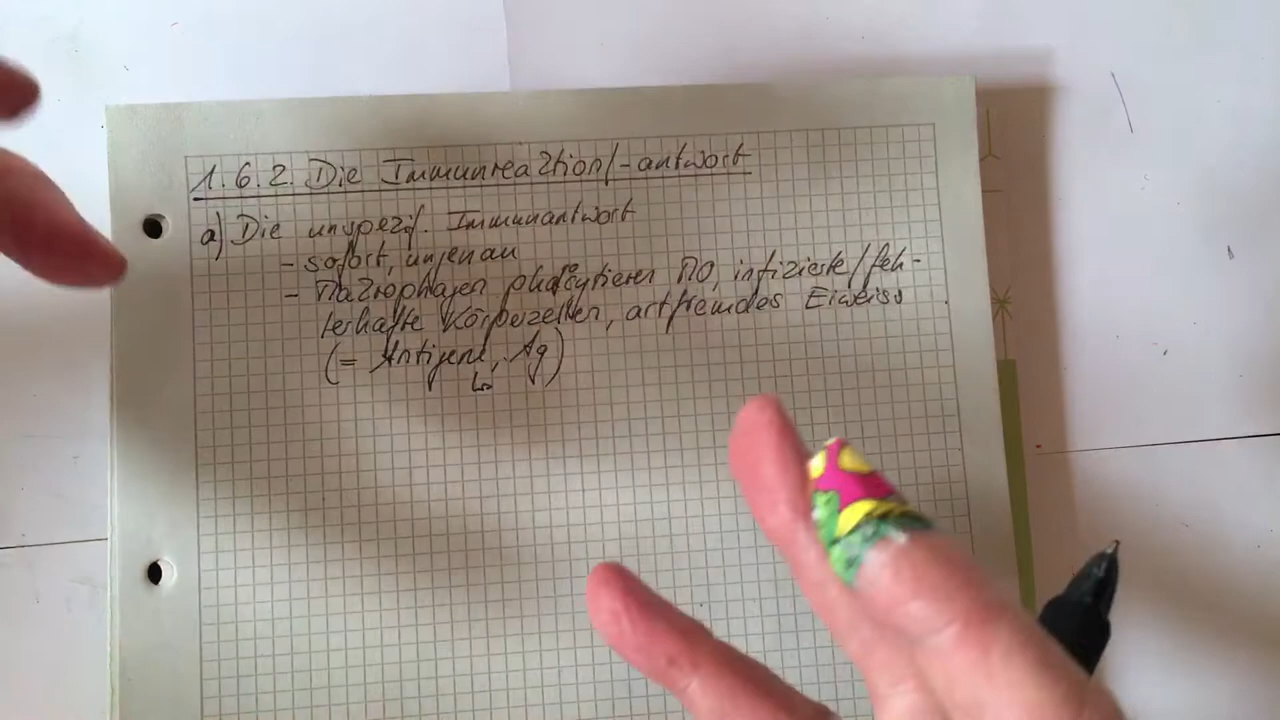 1.6.2. Die Immunreaktion/-antwort
a) Die unspezif. Immunantwort
- sofort, ungenau
- Makrophagen phagocytieren MO, infizierte/feh-
lerhafte Körperzellen, artfremdes Eiweiss
(= Antigene, Ag)